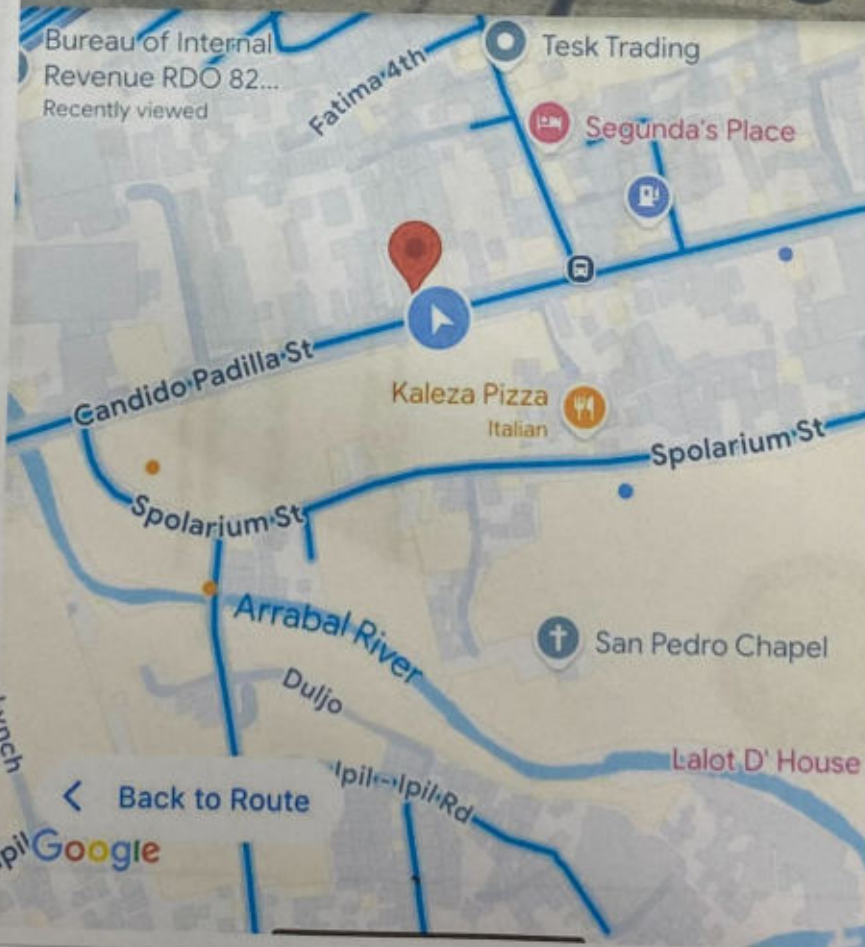 Bureau of Internal
Revenue RDO 82...
Recently viewed
Fatima 4th
Tesk Trading
Segunda's Place
Candido Padilla St
Kaleza Pizza
Italian
Spolarium St
Spolarium St
Arrabal River
San Pedro Chapel
Duljo
Lalot D' House
Ipil-Ipil Rd
Back to Route
Google